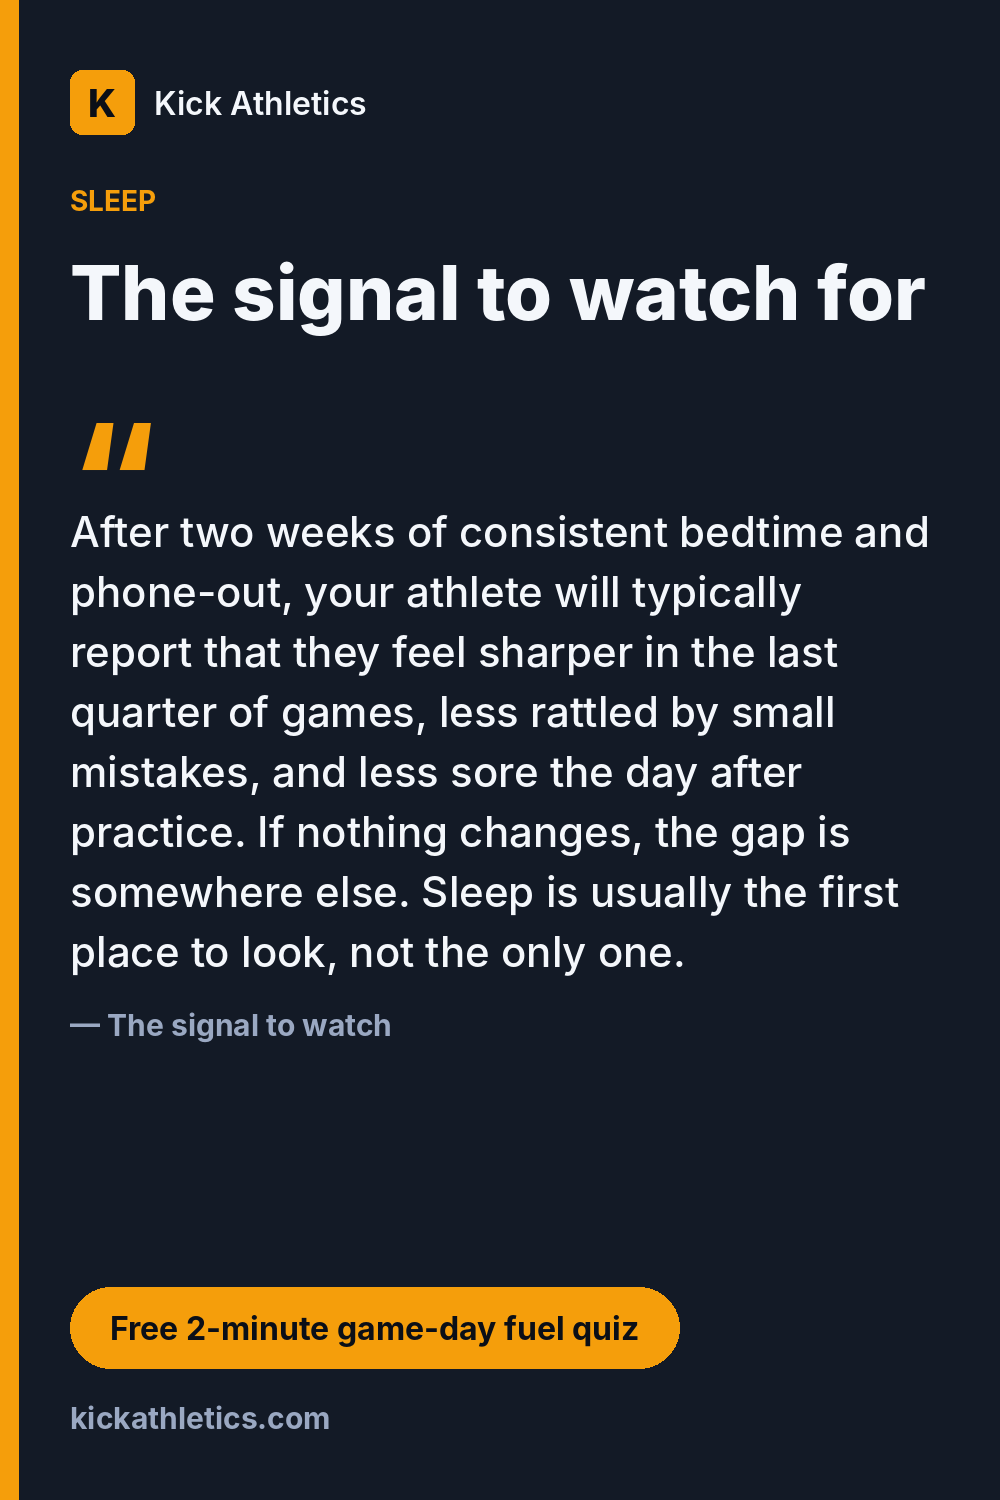 K
Kick Athletics
SLEEP
The signal to watch for
"
After two weeks of consistent bedtime and
phone-out, your athlete will typically
report that they feel sharper in the last
quarter of games, less rattled by small
mistakes, and less sore the day after
practice. If nothing changes, the gap is
somewhere else. Sleep is usually the first
place to look, not the only one.
— The signal to watch
Free 2-minute game-day fuel quiz
kickathletics.com